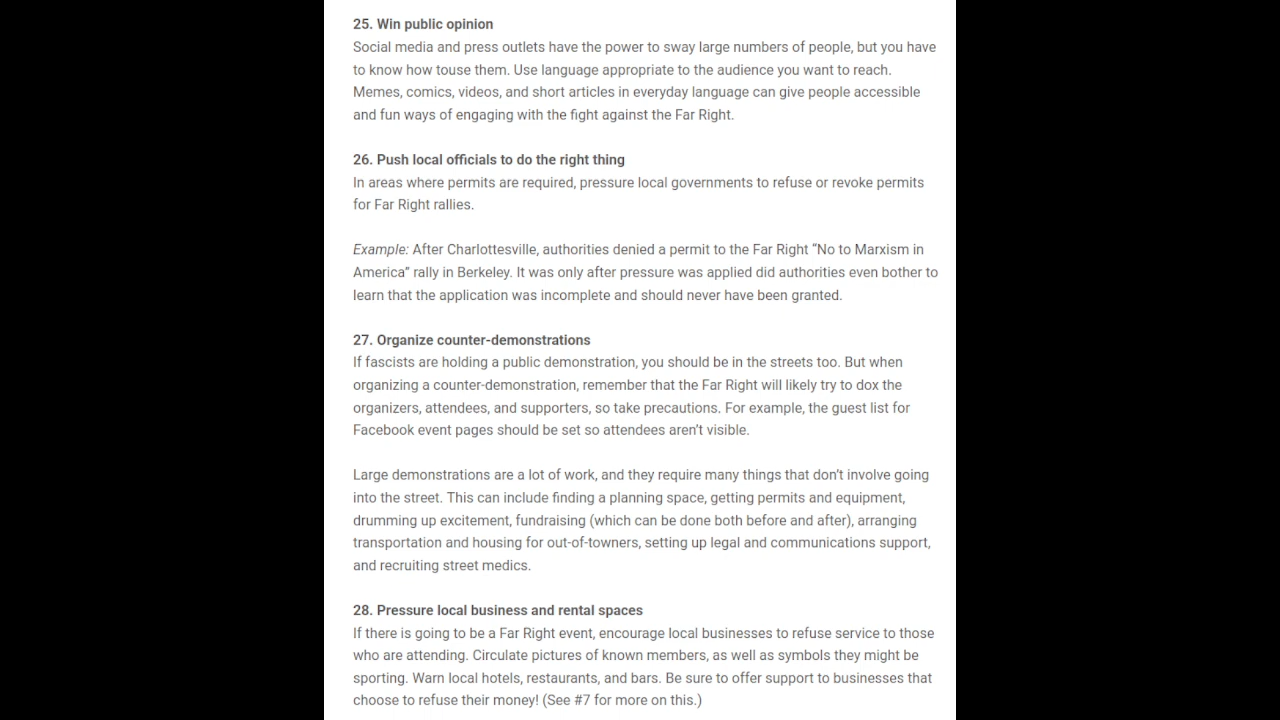 25. Win public opinion
Social media and press outlets have the power to sway large numbers of people, but you have
to know how touse them. Use language appropriate to the audience you want to reach.
Memes, comics, videos, and short articles in everyday language can give people accessible
and fun ways of engaging with the fight against the Far Right.
26. Push local officials to do the right thing
In areas where permits are required, pressure local governments to refuse or revoke permits
for Far Right rallies.
Example: After Charlottesville, authorities denied a permit to the Far Right “No to Marxism in
America” rally in Berkeley. It was only after pressure was applied did authorities even bother to
learn that the application was incomplete and should never have been granted.
27. Organize counter-demonstrations
If fascists are holding a public demonstration, you should be in the streets too. But when
organizing a counter-demonstration, remember that the Far Right will likely try to dox the
organizers, attendees, and supporters, so take precautions. For example, the guest list for
Facebook event pages should be set so attendees aren’t visible.
Large demonstrations are a lot of work, and they require many things that don’t involve going
into the street. This can include finding a planning space, getting permits and equipment,
drumming up excitement, fundraising (which can be done both before and after), arranging
transportation and housing for out-of-towners, setting up legal and communications support,
and recruiting street medics.
28. Pressure local business and rental spaces
If there is going to be a Far Right event, encourage local businesses to refuse service to those
who are attending. Circulate pictures of known members, as well as symbols they might be
sporting. Warn local hotels, restaurants, and bars. Be sure to offer support to businesses that
choose to refuse their money! (See #7 for more on this.)